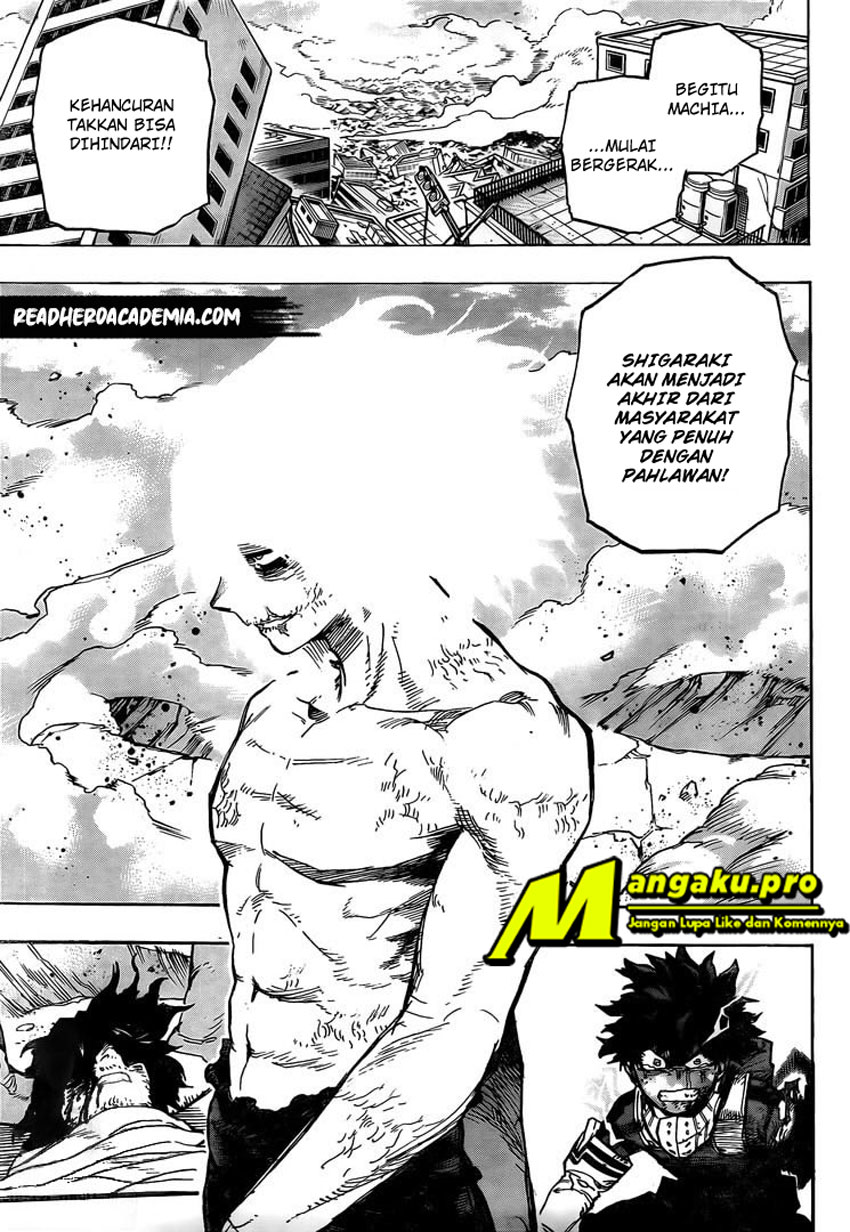 BEGITU
MACHIA...
...MULAI
BERGERAK...
KEHANCURAN
TAKKAN BISA
DIHINDARI!!
READHEROACADEMIA.COM
SHIGARAKI
AKAN MENJADI
AKHIR DARI
MASYARAKAT
YANG PENUH
DENGAN
PAHLAWAN!
Mangaku.pro
Jangan Lupa Like dan Komennya